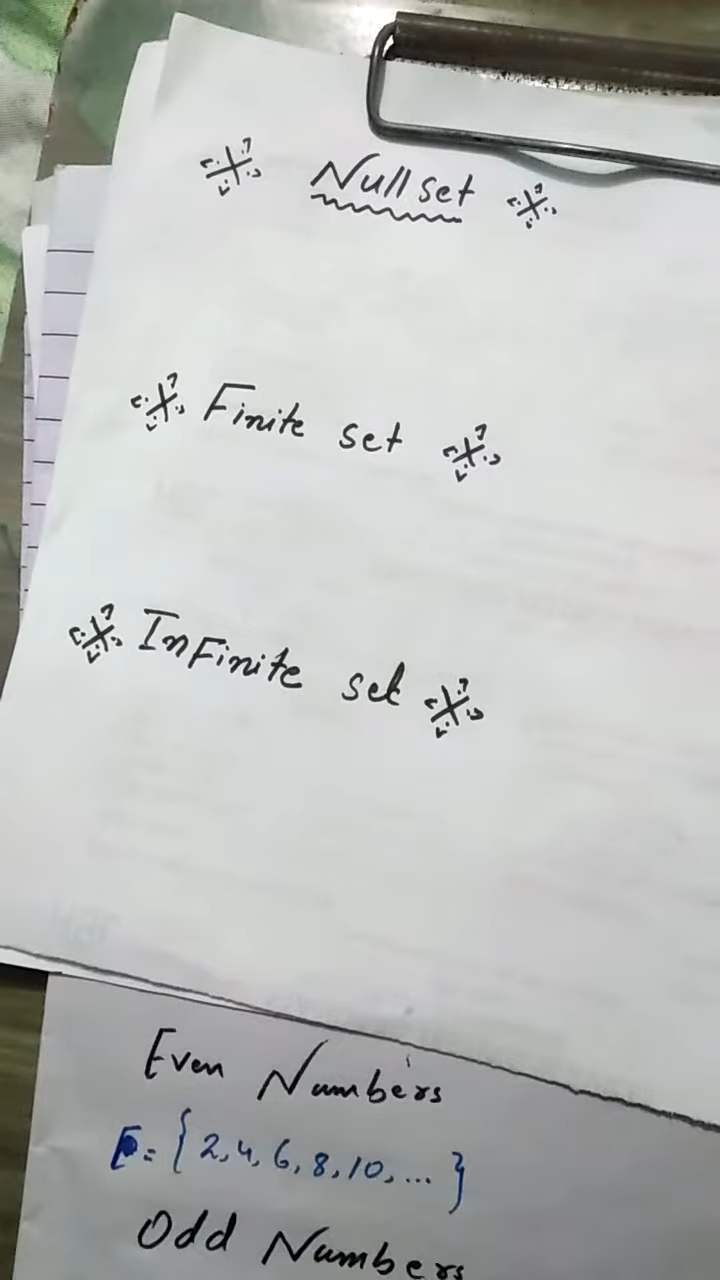 Null set
Finite set
Infinite set
Even Numbers
E = {2, 4, 6, 8, 10, ...}
Odd Numbers